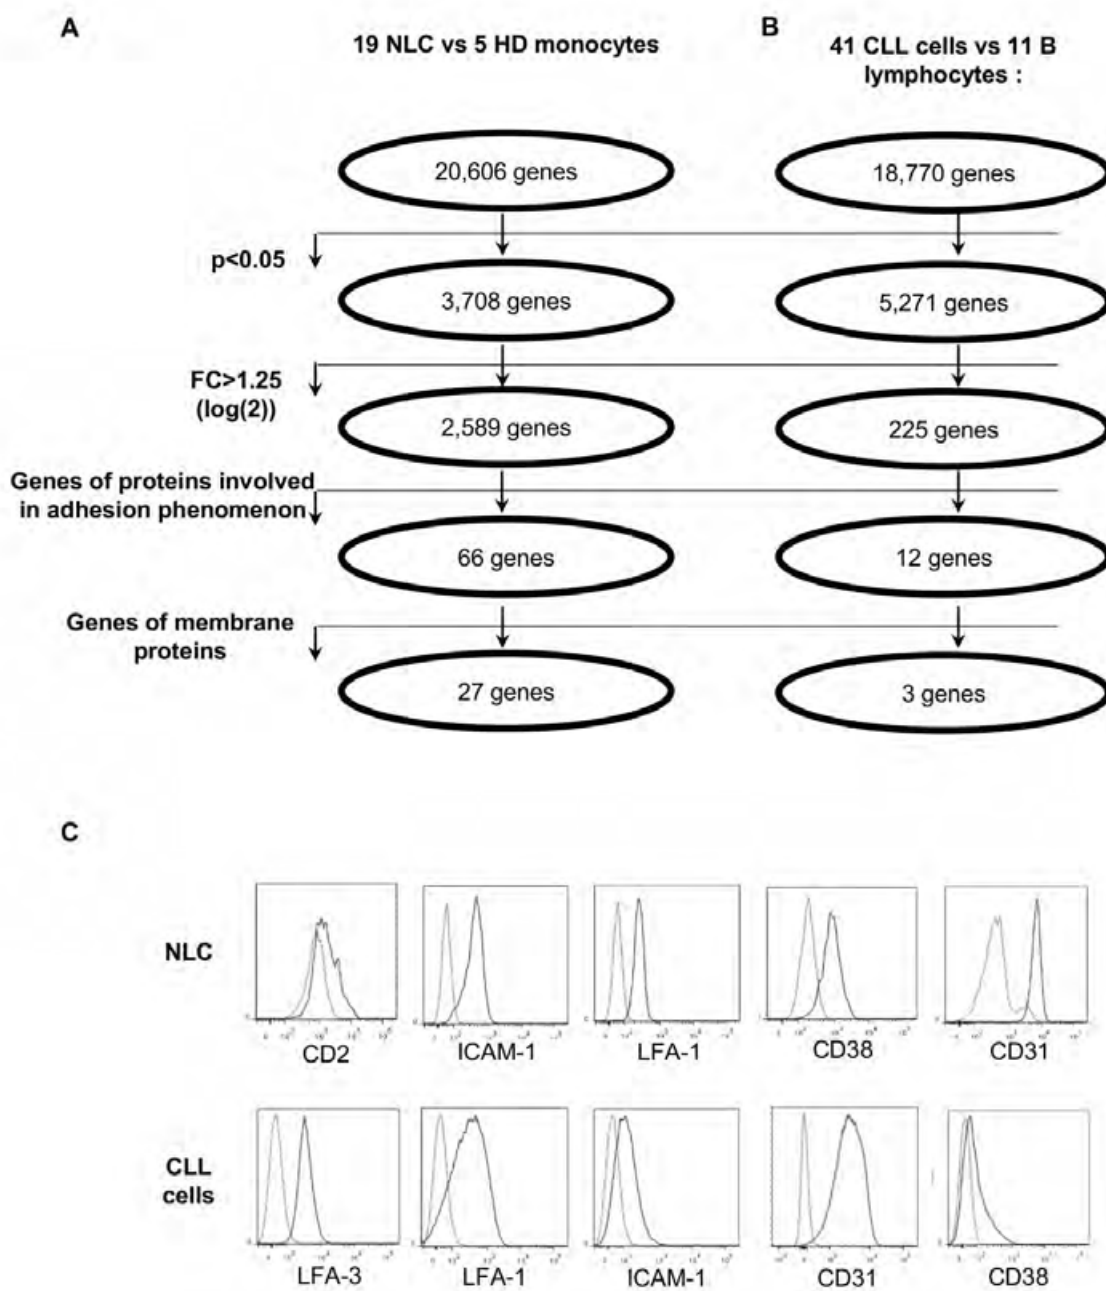 A
19 NLC vs 5 HD monocytes
B
41 CLL cells vs 11 B
lymphocytes :
20,606 genes
18,770 genes
p<0.05
3,708 genes
5,271 genes
FC>1.25
(log(2))
2,589 genes
225 genes
Genes of proteins involved
in adhesion phenomenon
66 genes
12 genes
Genes of membrane
proteins
27 genes
3 genes
C
NLC
CD2
ICAM-1
LFA-1
CD38
CD31
CLL
cells
LFA-3
LFA-1
ICAM-1
CD31
CD38